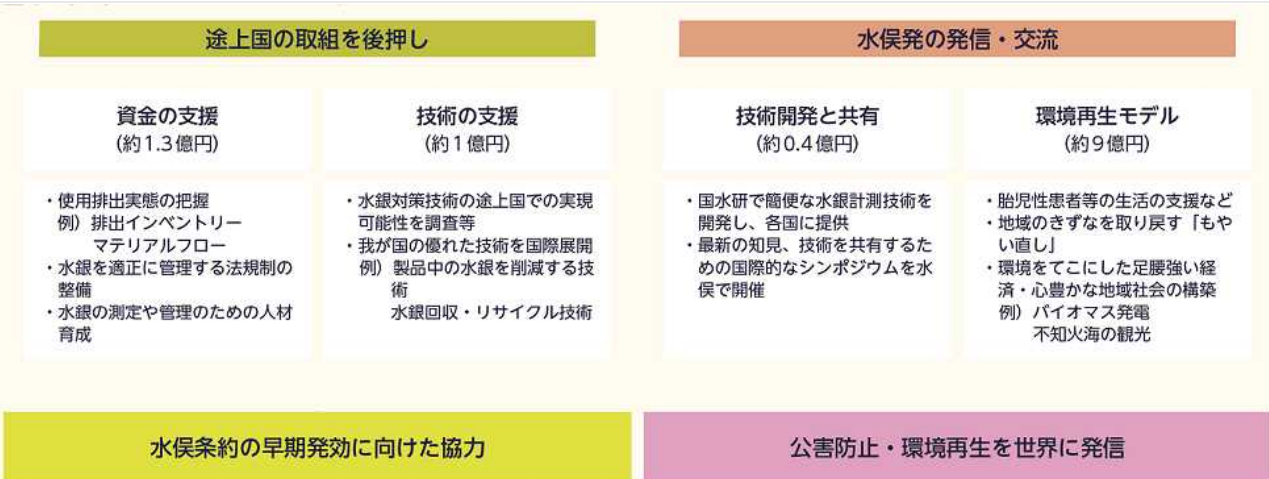 途上国の取組を後押し
水俣発の発信・交流
資金の支援
(約1.3億円)
・使用排出実態の把握
例）排出インベントリー
マテリアルフロー
・水銀を適正に管理する法規制の
整備
・水銀の測定や管理のための人材
育成
技術の支援
(約1億円)
・水銀対策技術の途上国での実現
可能性を調査等
・我が国の優れた技術を国際展開
例）製品中の水銀を削減する技
術
水銀回収・リサイクル技術
技術開発と共有
(約0.4億円)
・国水研で簡便な水銀計測技術を
開発し、各国に提供
・最新の知見、技術を共有するた
めの国際的なシンポジウムを水
俣で開催
環境再生モデル
(約9億円)
・胎児性患者等の生活の支援など
・地域のきずなを取り戻す「もや
い直し」
・環境をてこにした足腰強い経
済・心豊かな地域社会の構築
例）バイオマス発電
不知火海の観光
水俣条約の早期発効に向けた協力
公害防止・環境再生を世界に発信